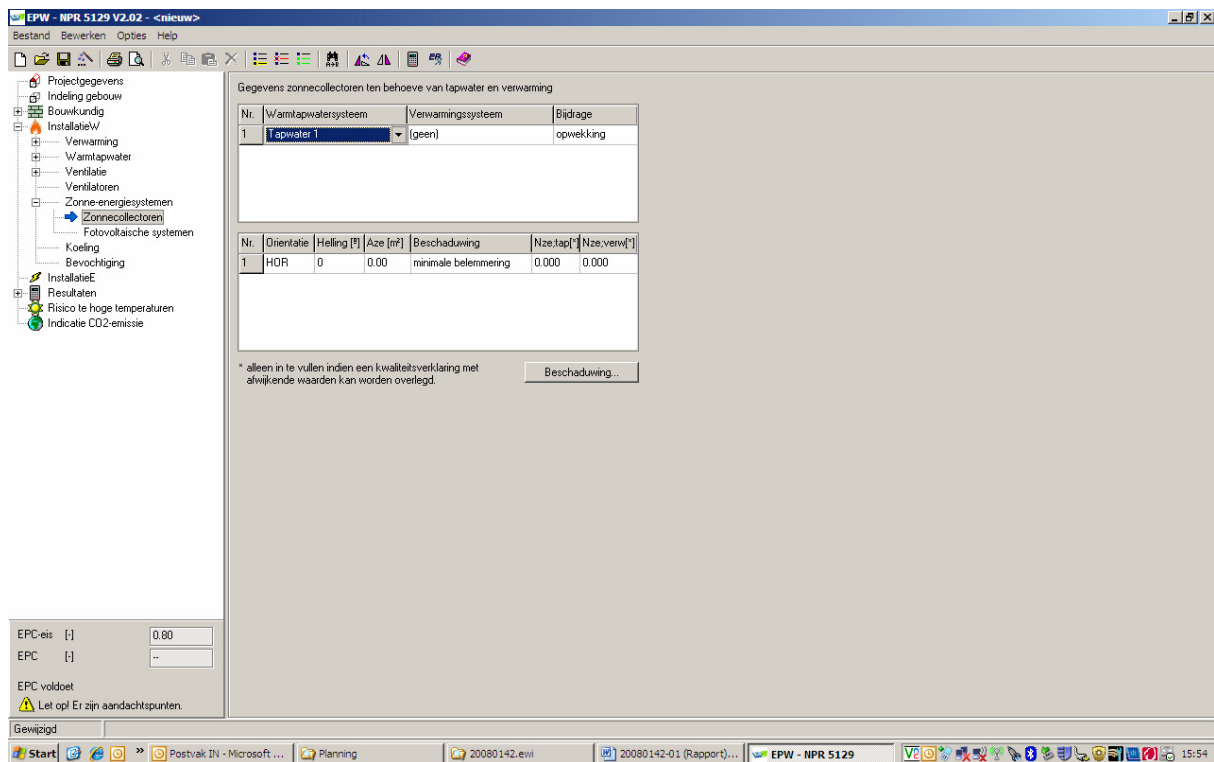 EPW - NPR 5129 V2.02 - <nieuw>
Bestand Bewerken Opties Help
Projectgegevens
Indeling gebouw
Bouwkundig
InstallatieW
Verwarming
Warmtapwater
Ventilatie
Ventilatoren
Zonne-energiesystemen
Zonnecollectoren
Fotovoltaische systemen
Koeling
Bevochtiging
InstallatieE
Resultaten
Risico te hoge temperaturen
Indicatie CO2-emissie
EPC-eis [-] 0.80
EPC [-] --
EPC voldoet
Let op! Er zijn aandachtspunten.
Gegevens zonnecollectoren ten behoeve van tapwater en verwarming
Nr. Warmtapwatersysteem Verwarmingssysteem Bijdrage
1 Tapwater 1 (geen) opwekking
Nr. Orientatie Helling [º] Aze [m²] Beschaduwing Nze;tap[*] Nze;verw[*]
1 HOR 0 0.00 minimale belemmering 0.000 0.000
* alleen in te vullen indien een kwaliteitsverklaring met
afwijkende waarden kan worden overlegd.
Beschaduwing...
Gewijzigd
Start » Postvak IN - Microsoft ... Planning 20080142.ewi 20080142-01 (Rapport)... EPW - NPR 5129 15:54